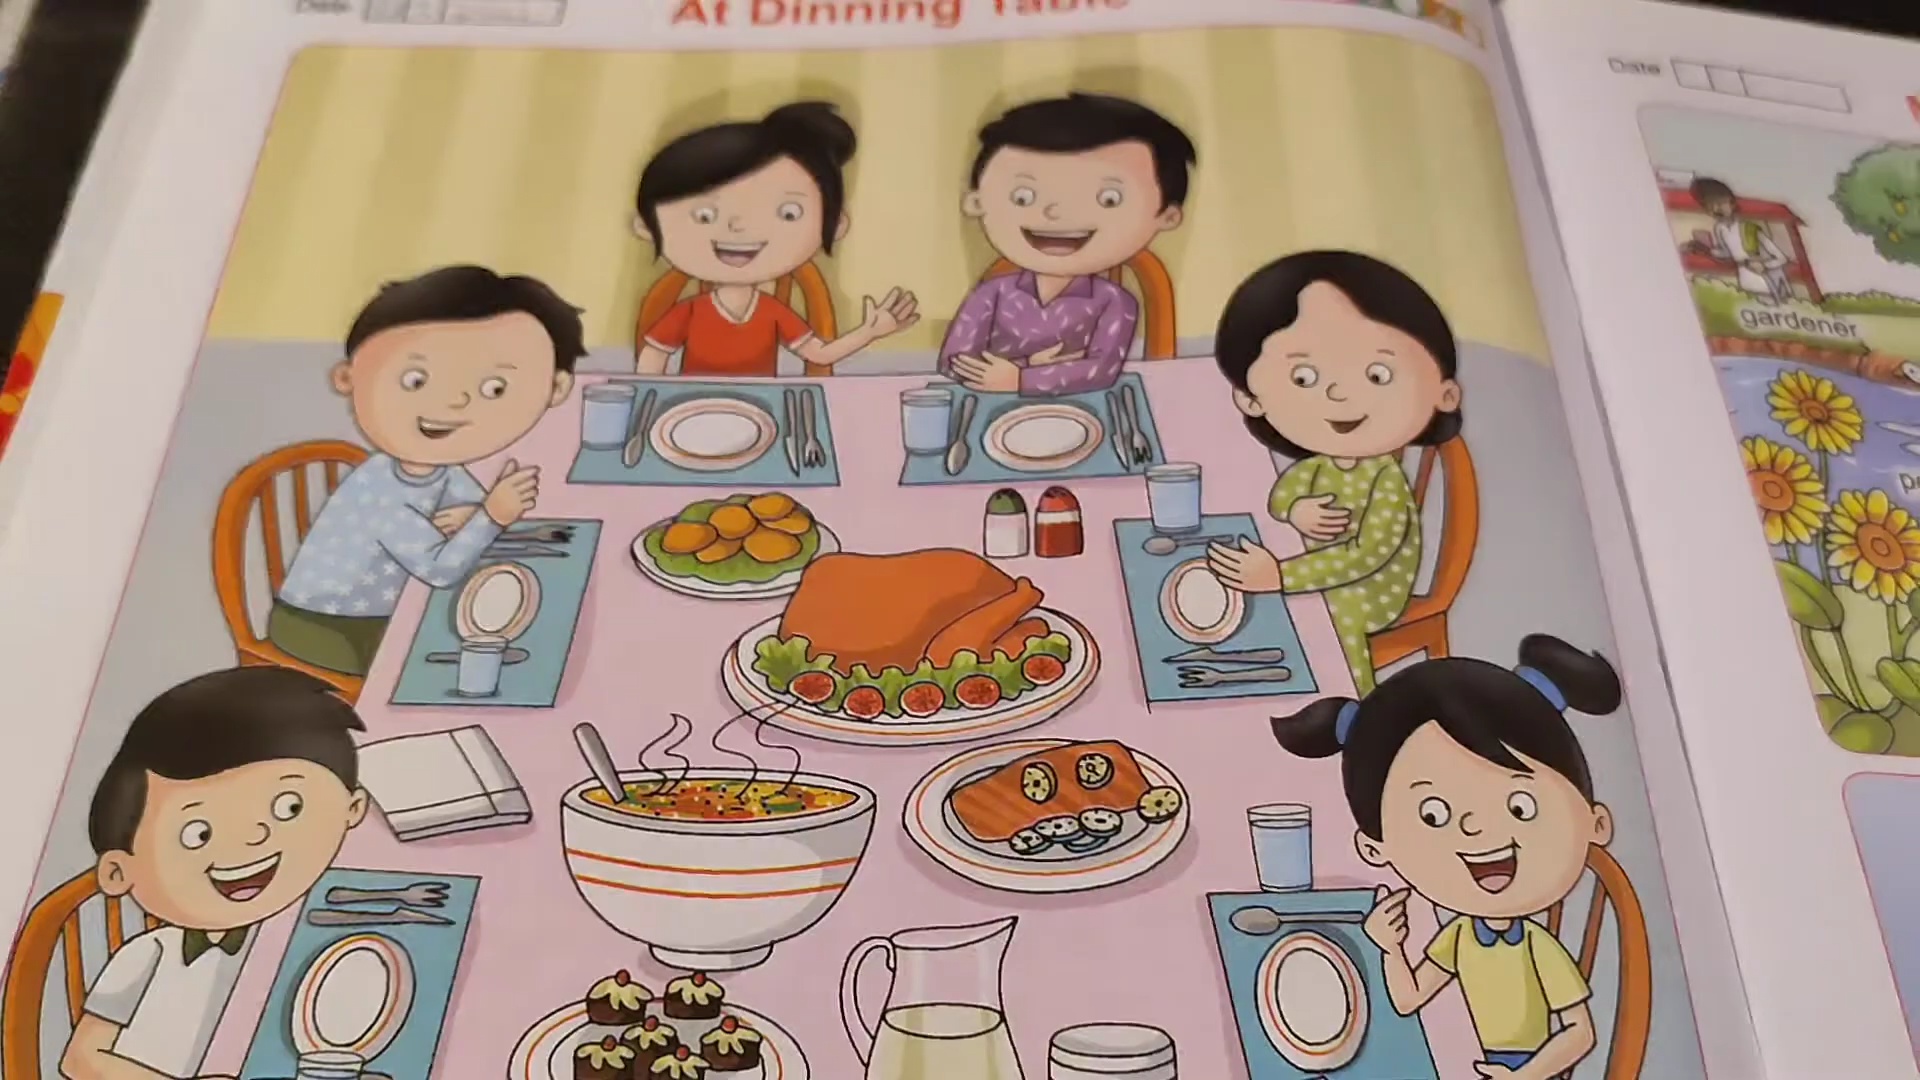 Date
At Dinning Table
Date
gardener